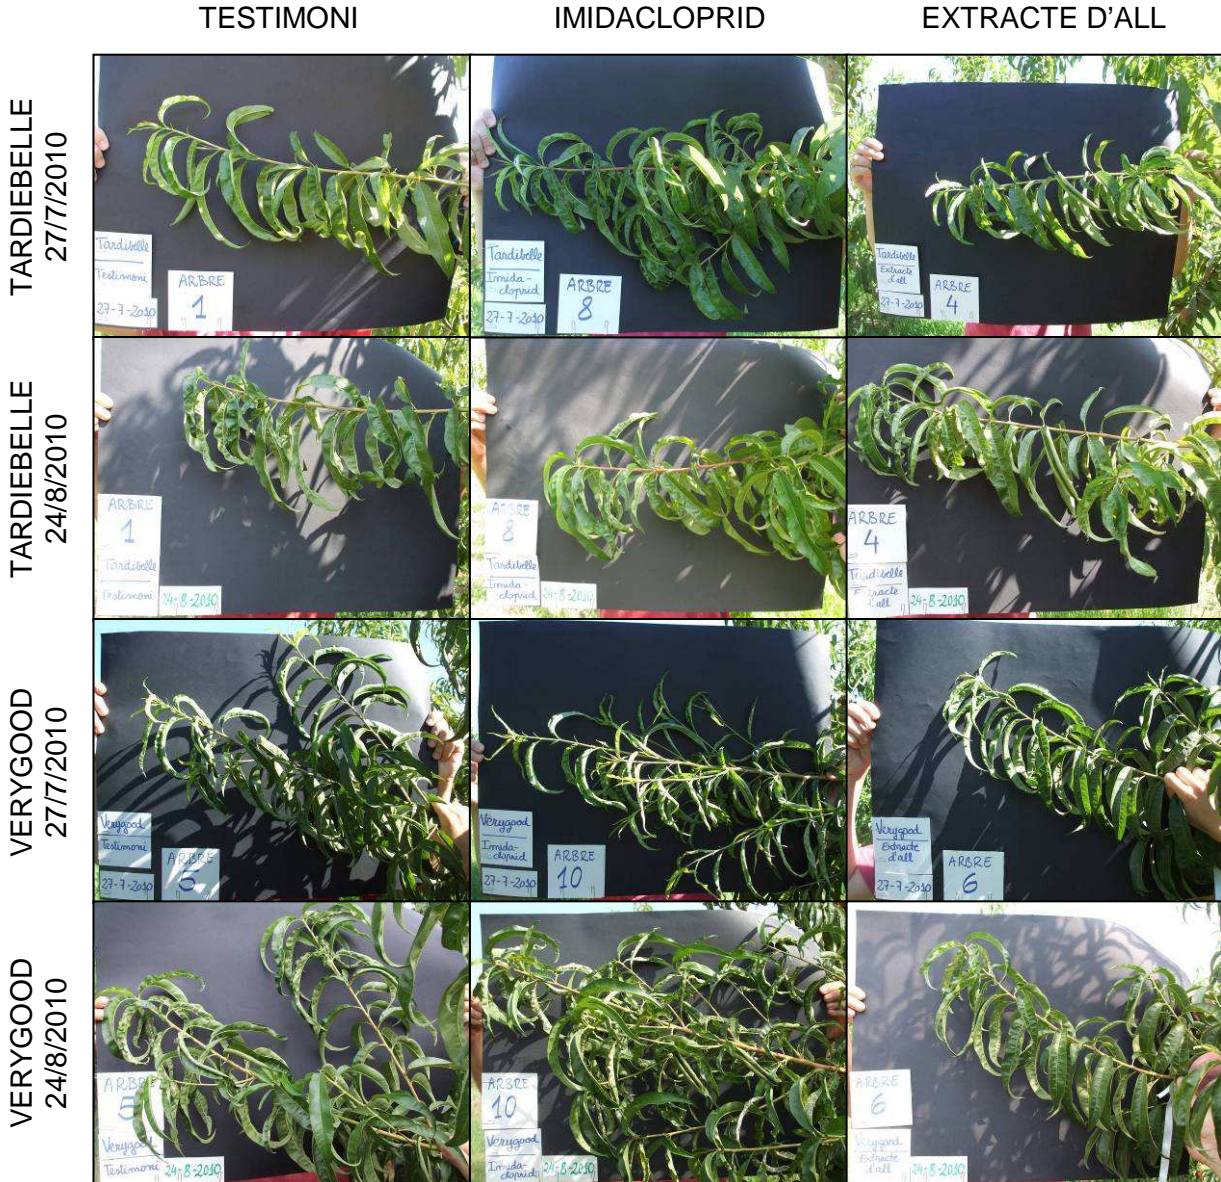 TESTIMONI
IMIDACLOPRID
EXTRACTE D'ALL
TARDIEBELLE
27/7/2010
Tardibelle
Testimoni
27-7-2010
ARBRE
1
Tardibelle
Imida-
cloprid
27-7-2010
ARBRE
8
Tardibelle
Extracte
d'all
27-7-2010
ARBRE
4
TARDIEBELLE
24/8/2010
ARBRE
1
Tardibelle
Testimoni
24-8-2010
ARBRE
8
Tardibelle
Imida-
cloprid
24-8-2010
ARBRE
4
Tardibelle
Extracte
d'all
24-8-2010
VERYGOOD
27/7/2010
Verygood
Testimoni
27-7-2010
ARBRE
5
Verygood
Imida-
cloprid
27-7-2010
ARBRE
10
Verygood
Extracte
d'all
27-7-2010
ARBRE
6
VERYGOOD
24/8/2010
ARBRE
5
Verygood
Testimoni
24-8-2010
ARBRE
10
Verygood
Imida-
cloprid
24-8-2010
ARBRE
6
Verygood
Extracte
d'all
24-8-2010